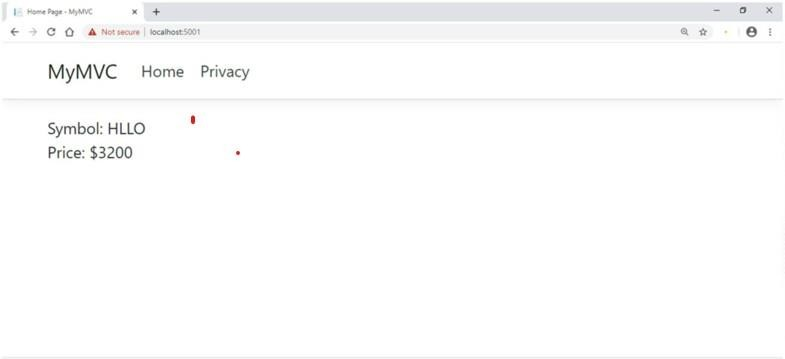 Home Page - MyMVC
Not secure | localhost:5001
MyMVC Home Privacy
Symbol: HLLO
Price: $3200